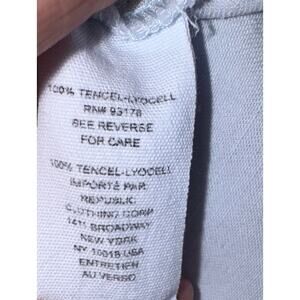 100% TENCEL-LYOCELL
RN# 93178
SEE REVERSE
FOR CARE
100% TENCEL-LYOCELL
IMPORTÉ PAR
REPUBLIC
CLOTHING CORP
1411 BROADWAY
NEW YORK
NY 10018 USA
ENTRETIEN
AU VERSO